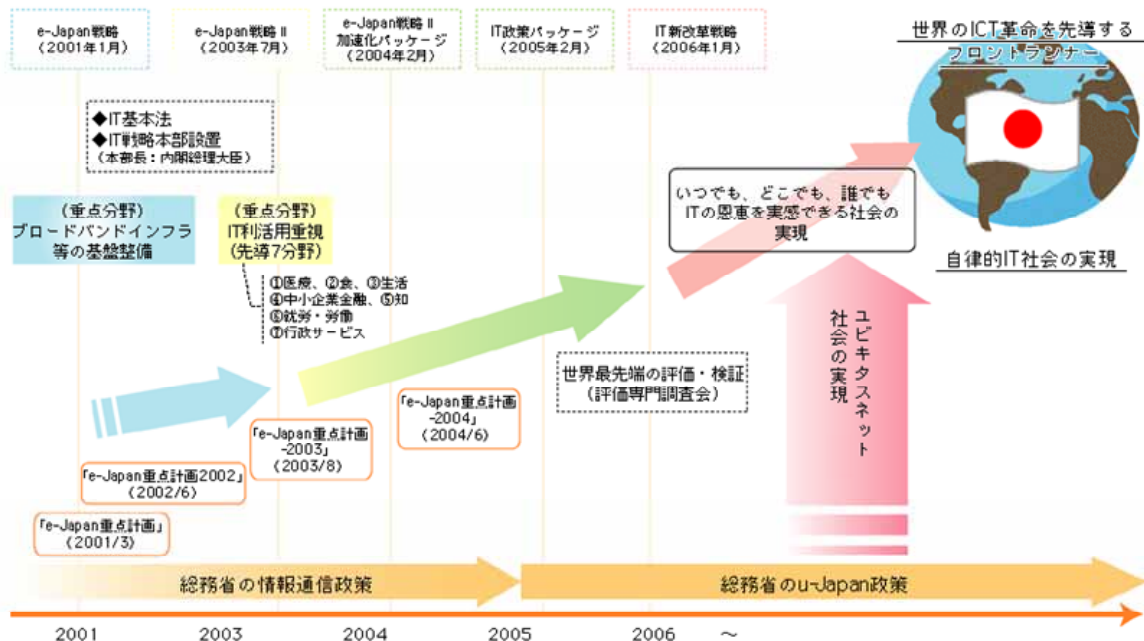 e-Japan戦略
(2001年1月)
e-Japan戦略Ⅱ
(2003年7月)
e-Japan戦略Ⅱ
加速化パッケージ
(2004年2月)
IT政策パッケージ
(2005年2月)
IT新改革戦略
(2006年1月)
世界のICT革命を先導する
フロントランナー
◆IT基本法
◆IT戦略本部設置
(本部長：内閣総理大臣)
(重点分野)
ブロードバンドインフラ
等の基盤整備
(重点分野)
IT利活用重視
(先導7分野)
①医療、②食、③生活
④中小企業金融、⑤知
⑥就労・労働
⑦行政サービス
いつでも、どこでも、誰でも
ITの恩恵を実感できる社会の
実現
自律的IT社会の実現
ユビキタスネット
社会の実現
世界最先端の評価・検証
(評価専門調査会)
「e-Japan重点計画
-2004」
(2004/6)
「e-Japan重点計画
-2003」
(2003/8)
「e-Japan重点計画2002」
(2002/6)
「e-Japan重点計画」
(2001/3)
総務省の情報通信政策
総務省のu-Japan政策
2001
2003
2004
2005
2006
～